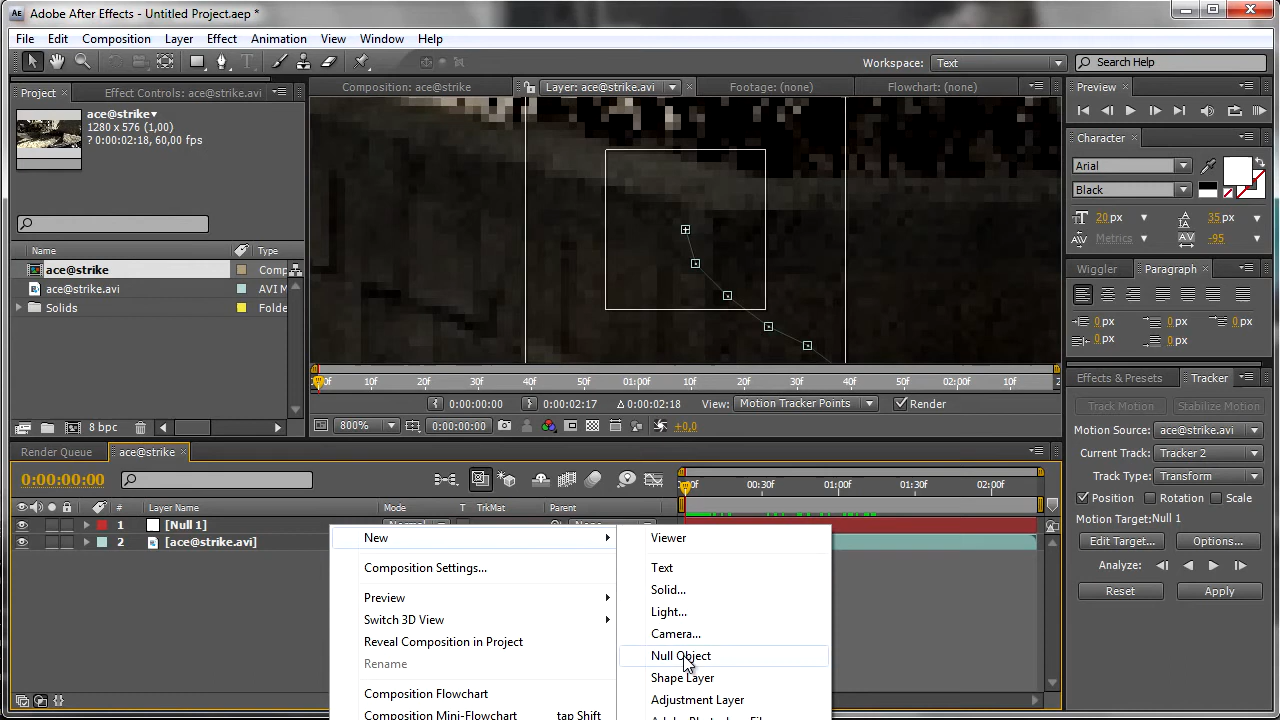 Adobe After Effects - Untitled Project.aep *
File Edit Composition Layer Effect Animation View Window Help
Workspace: Text Search Help
Project Effect Controls: ace@strike.avi
Composition: ace@strike Layer: ace@strike.avi Footage: (none) Flowchart: (none)
Preview
ace@strike
1280 x 576 (1,00)
? 0:00:02:18, 60,00 fps
Character
Arial
Black
20 px 35 px
Metrics -95
Name Type
ace@strike Comp
ace@strike.avi AVI M
Solids Folde
8 bpc
Wiggler Paragraph
0 px 0 px 0 px
0 px 0 px
10f 20f 30f 40f 50f 01:00f 10f 20f 30f 40f 50f 02:00f 10f
0:00:00:00 0:00:02:17 Δ 0:00:02:18 View: Motion Tracker Points Render
800% 0:00:00:00 +0,0
Effects & Presets Tracker
Track Motion Stabilize Motion
Motion Source: ace@strike.avi
Current Track: Tracker 2
Track Type: Transform
Position Rotation Scale
Motion Target: Null 1
Edit Target... Options...
Analyze:
Reset Apply
Render Queue ace@strike
0:00:00:00
00:30f 01:00f 01:30f 02:00f
# Layer Name Mode T TrkMat Parent
1 [Null 1]
2 [ace@strike.avi]
New
Composition Settings...
Preview
Switch 3D View
Reveal Composition in Project
Rename
Composition Flowchart
Composition Mini-Flowchart tap Shift
Viewer
Text
Solid...
Light...
Camera...
Null Object
Shape Layer
Adjustment Layer